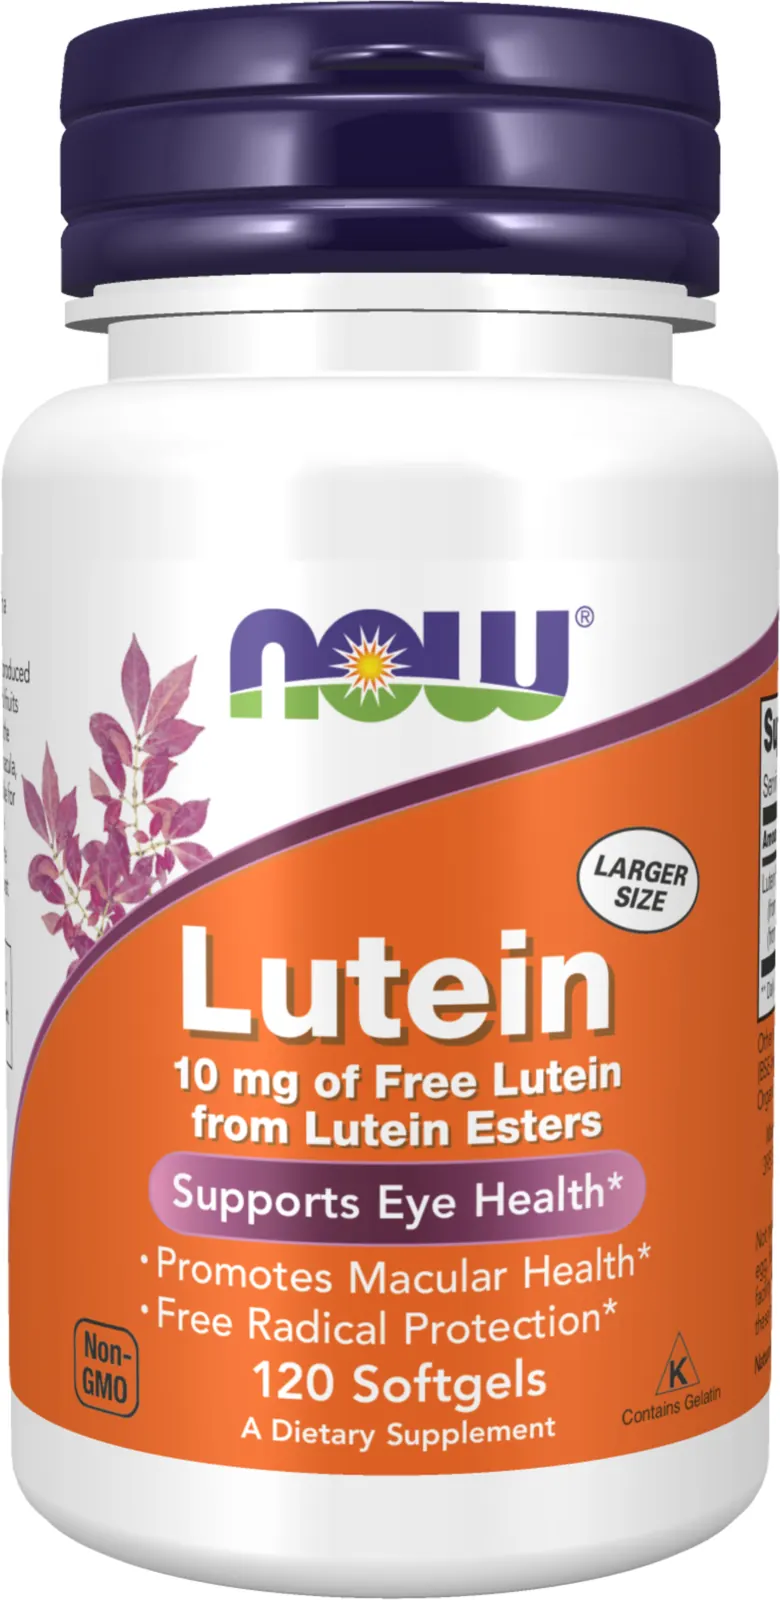 now®
LARGER
SIZE
Lutein
10 mg of Free Lutein
from Lutein Esters
Supports Eye Health*
• Promotes Macular Health*
• Free Radical Protection*
Non-
GMO
120 Softgels
A Dietary Supplement
K
Contains Gelatin
fruits